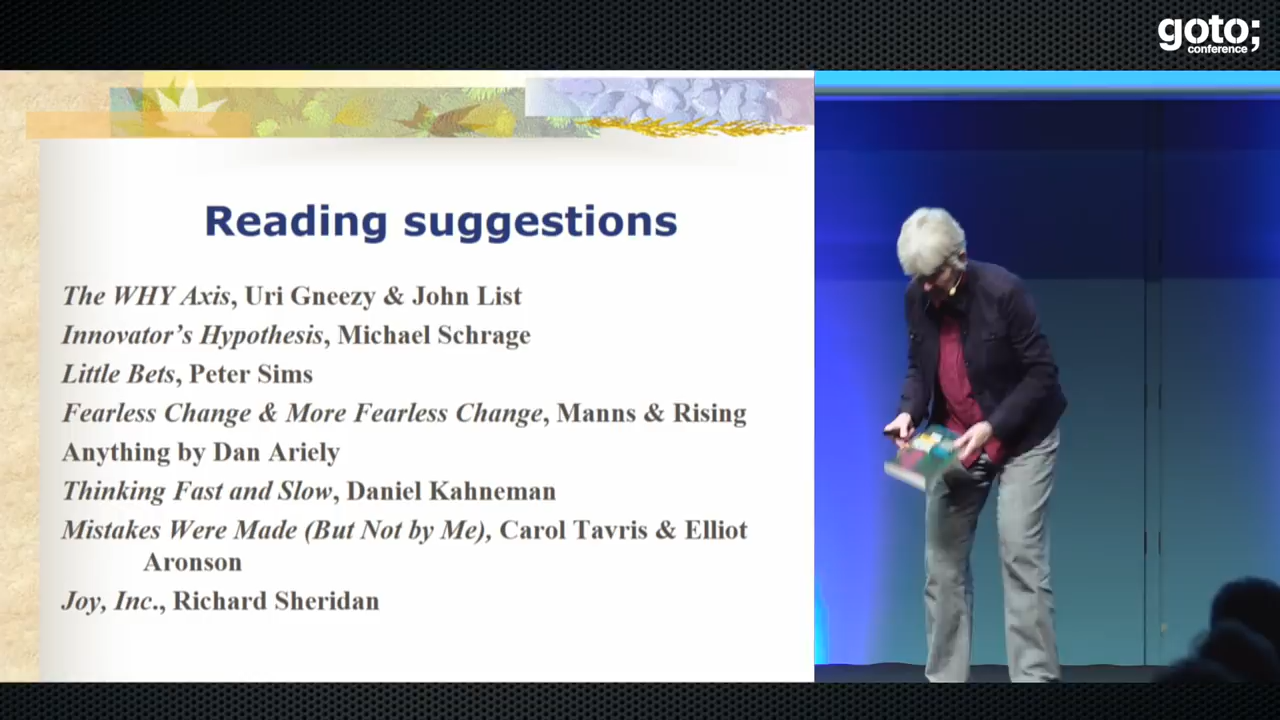 goto;
conference
Reading suggestions
The WHY Axis, Uri Gneezy & John List
Innovator's Hypothesis, Michael Schrage
Little Bets, Peter Sims
Fearless Change & More Fearless Change, Manns & Rising
Anything by Dan Ariely
Thinking Fast and Slow, Daniel Kahneman
Mistakes Were Made (But Not by Me), Carol Tavris & Elliot
Aronson
Joy, Inc., Richard Sheridan